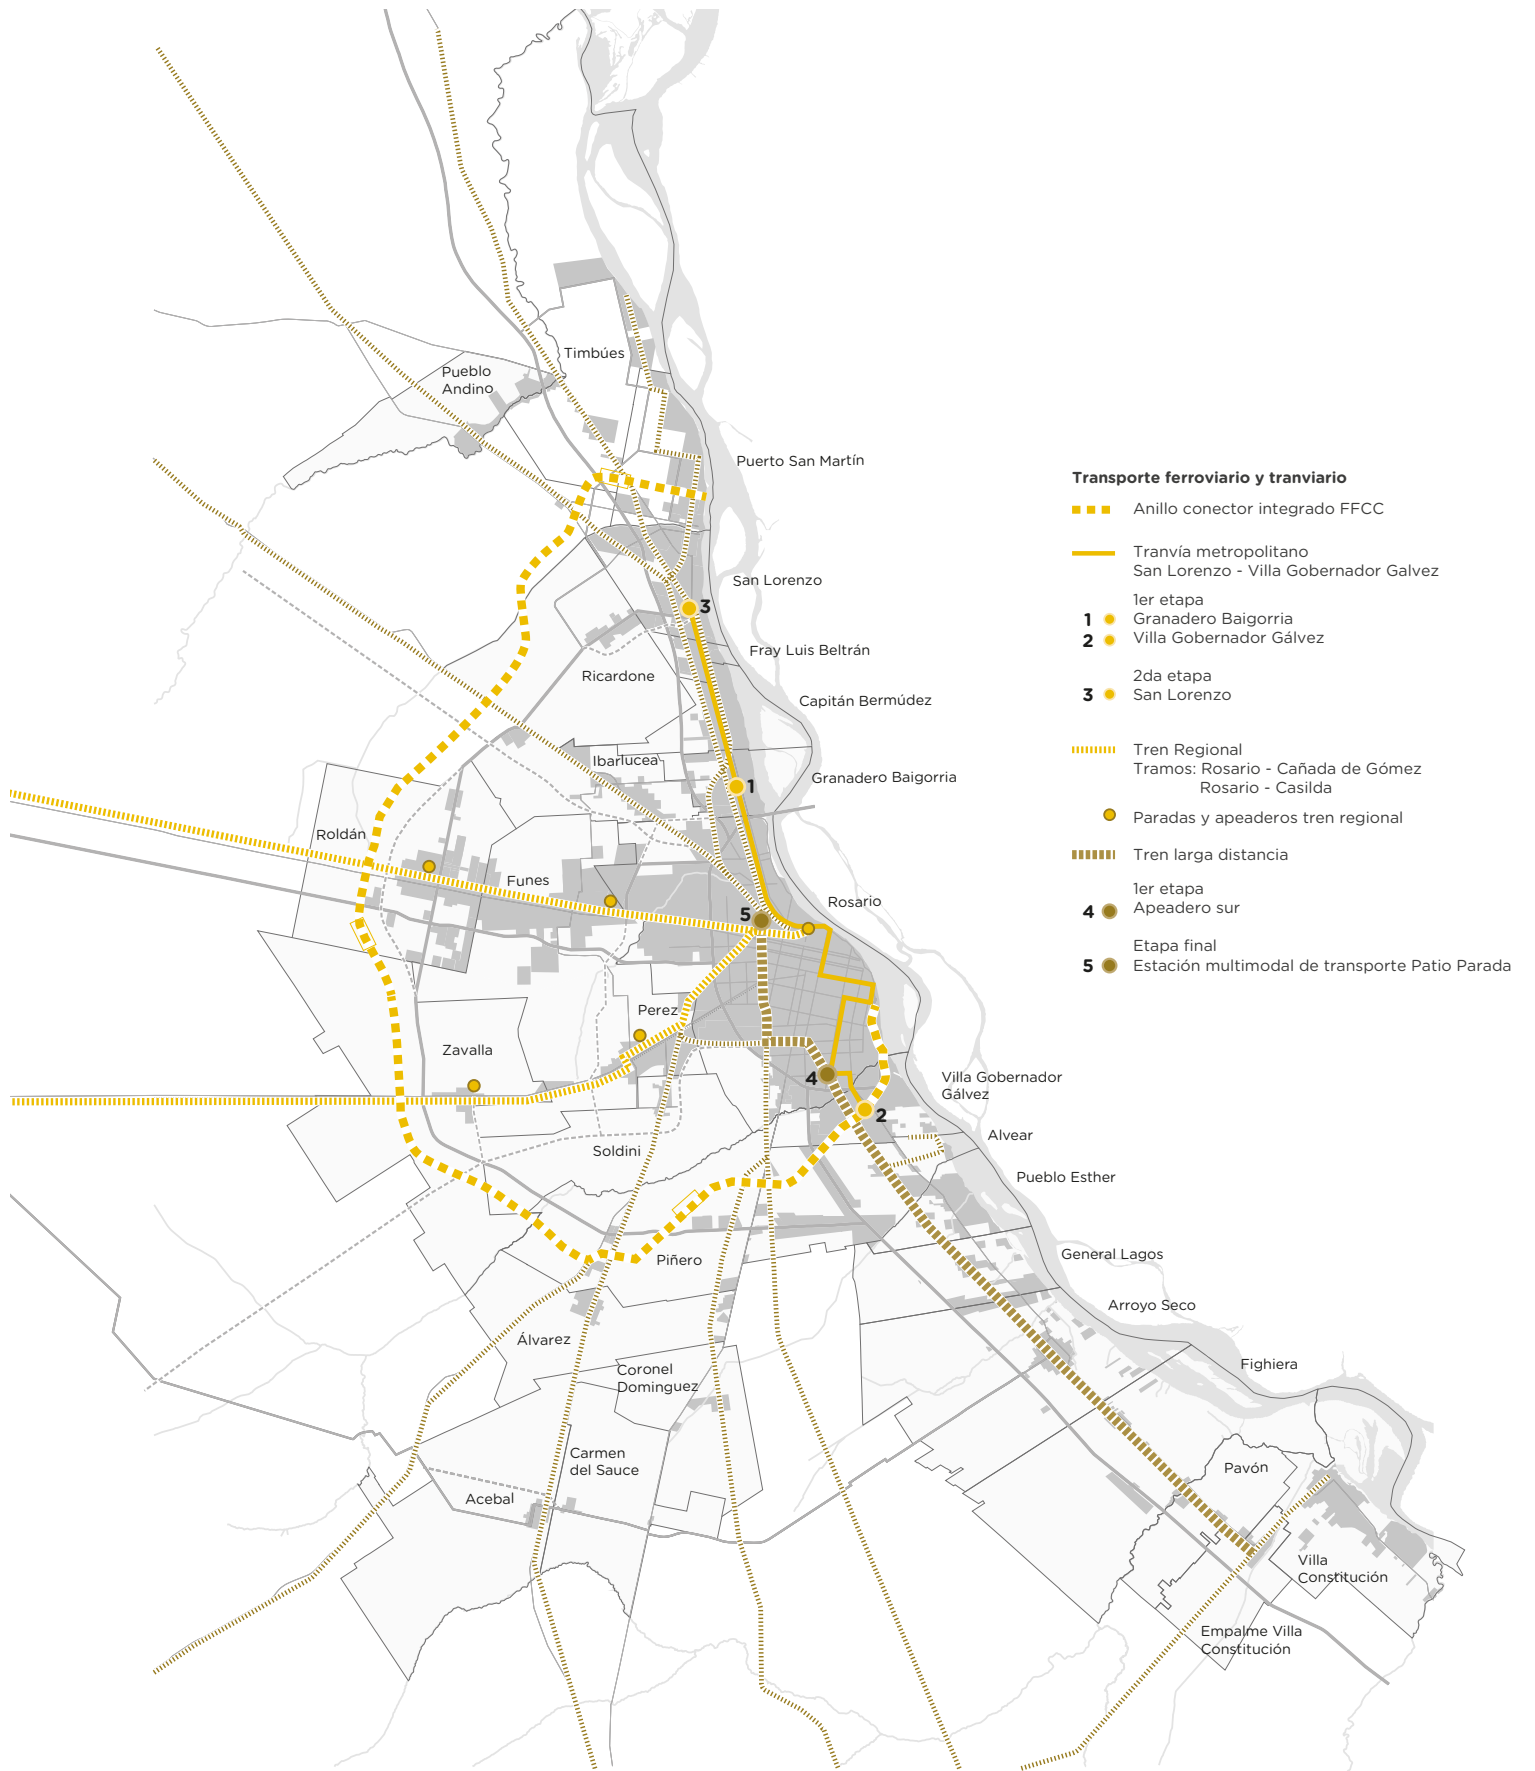 Timbúes
Pueblo
Andino
Puerto San Martín
San Lorenzo
3
Fray Luis Beltrán
Ricardone
Capitán Bermúdez
Ibarlucea
Granadero Baigorria
1
Roldán
Funes
Rosario
5
Perez
Zavalla
4
Villa Gobernador
Gálvez
2
Alvear
Soldini
Pueblo Esther
General Lagos
Piñero
Arroyo Seco
Álvarez
Fighiera
Coronel
Dominguez
Carmen
del Sauce
Pavón
Acebal
Villa
Constitución
Empalme Villa
Constitución
Transporte ferroviario y tranviario
Anillo conector integrado FFCC
Tranvía metropolitano
San Lorenzo - Villa Gobernador Galvez
1er etapa
1 Granadero Baigorria
2 Villa Gobernador Gálvez
2da etapa
3 San Lorenzo
Tren Regional
Tramos: Rosario - Cañada de Gómez
Rosario - Casilda
Paradas y apeaderos tren regional
Tren larga distancia
1er etapa
4 Apeadero sur
Etapa final
5 Estación multimodal de transporte Patio Parada